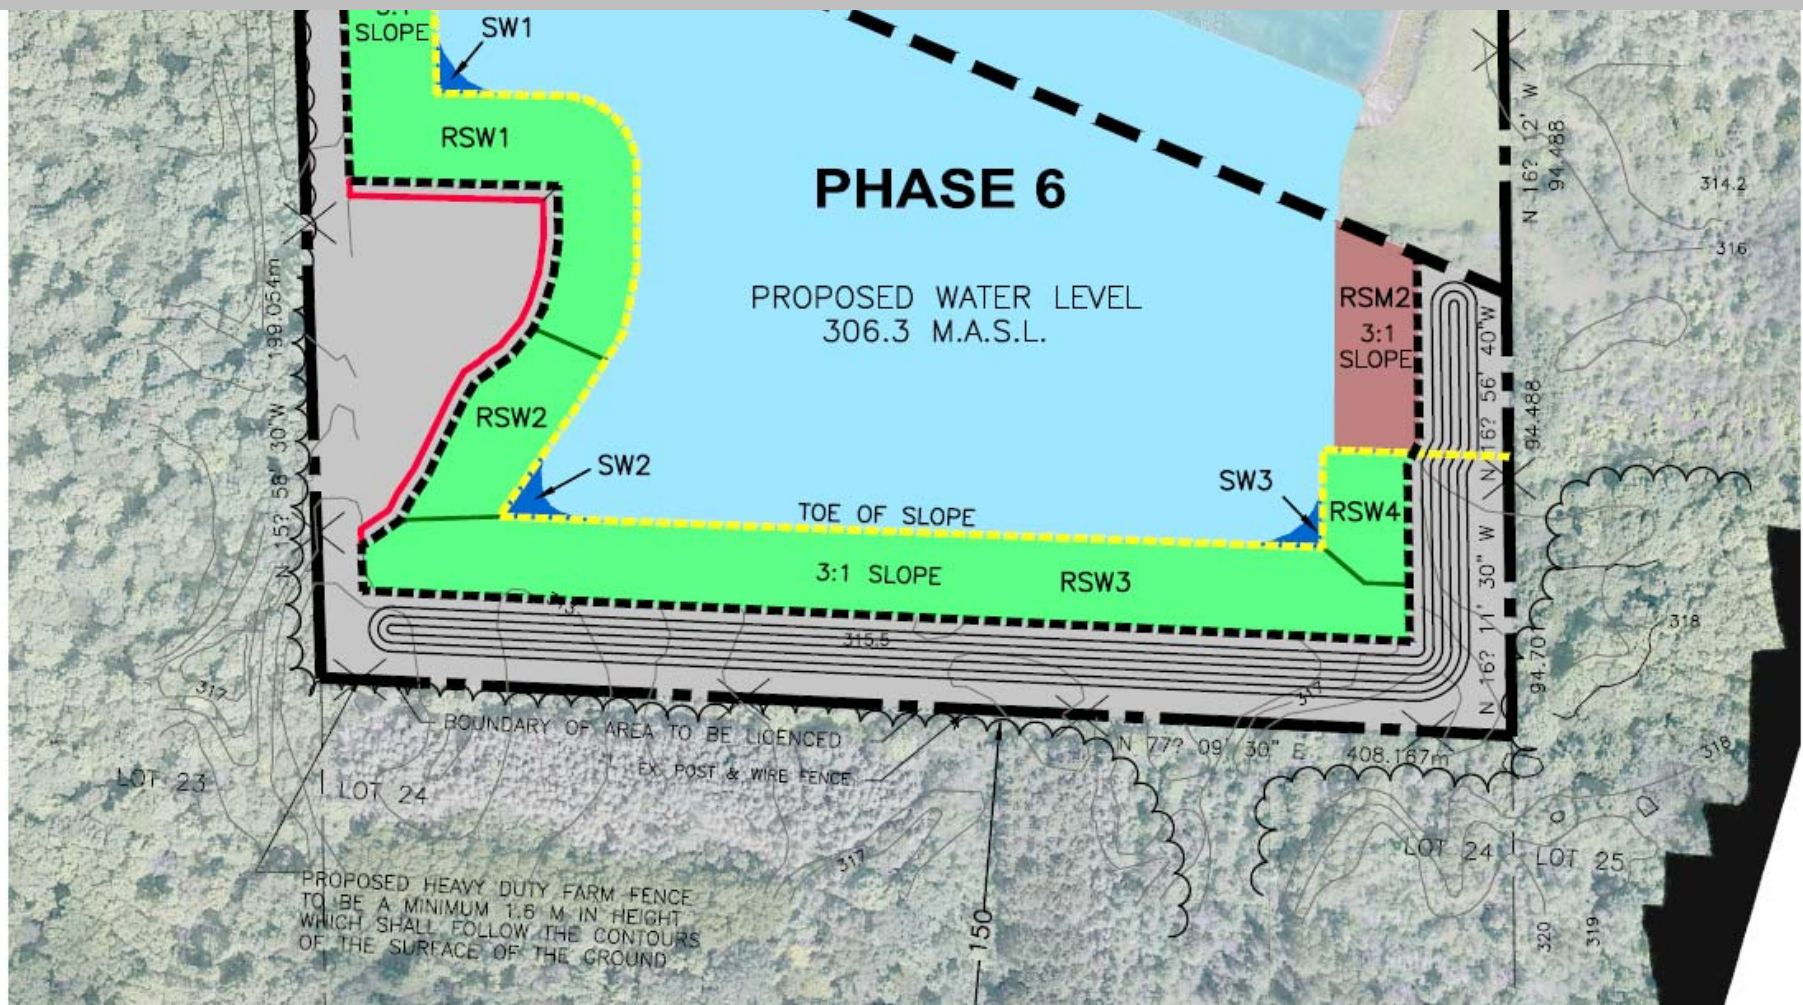 3:1
SLOPE
SW1
RSW1
PHASE 6
PROPOSED WATER LEVEL
306.3 M.A.S.L.
RSM2
3:1
SLOPE
RSW2
SW2
SW3
RSW4
TOE OF SLOPE
3:1 SLOPE
RSW3
313.
315.5
317
317
BOUNDARY OF AREA TO BE LICENCED
EX. POST & WIRE FENCE
N 77? 09' 30" E
408.167m
LOT 23
LOT 24
LOT 24
LOT 25
317
PROPOSED HEAVY DUTY FARM FENCE
TO BE A MINIMUM 1.6 M IN HEIGHT
WHICH SHALL FOLLOW THE CONTOURS
OF THE SURFACE OF THE GROUND
150
N 15? 58' 30"W 199.054m
N 16? 12' W
94.488
N 16? 56' 40"W
94.488
N 16? 11' 30" W
94.701
314.2
316
318
318
320
319